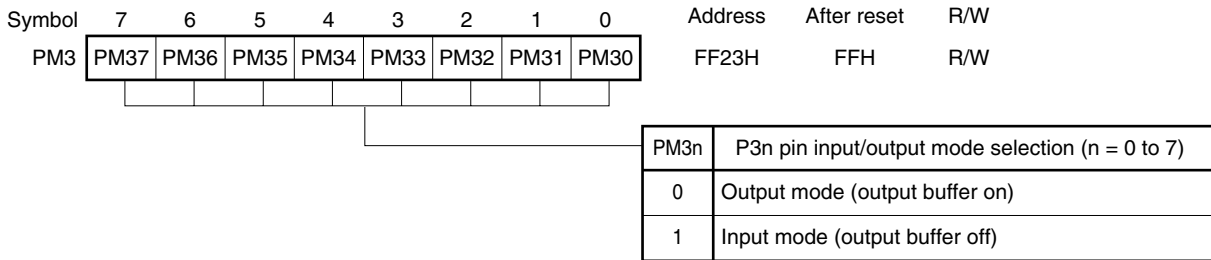 Symbol 7 6 5 4 3 2 1 0 Address After reset R/W
PM3 PM37 PM36 PM35 PM34 PM33 PM32 PM31 PM30 FF23H FFH R/W
PM3n P3n pin input/output mode selection (n = 0 to 7)
0 Output mode (output buffer on)
1 Input mode (output buffer off)